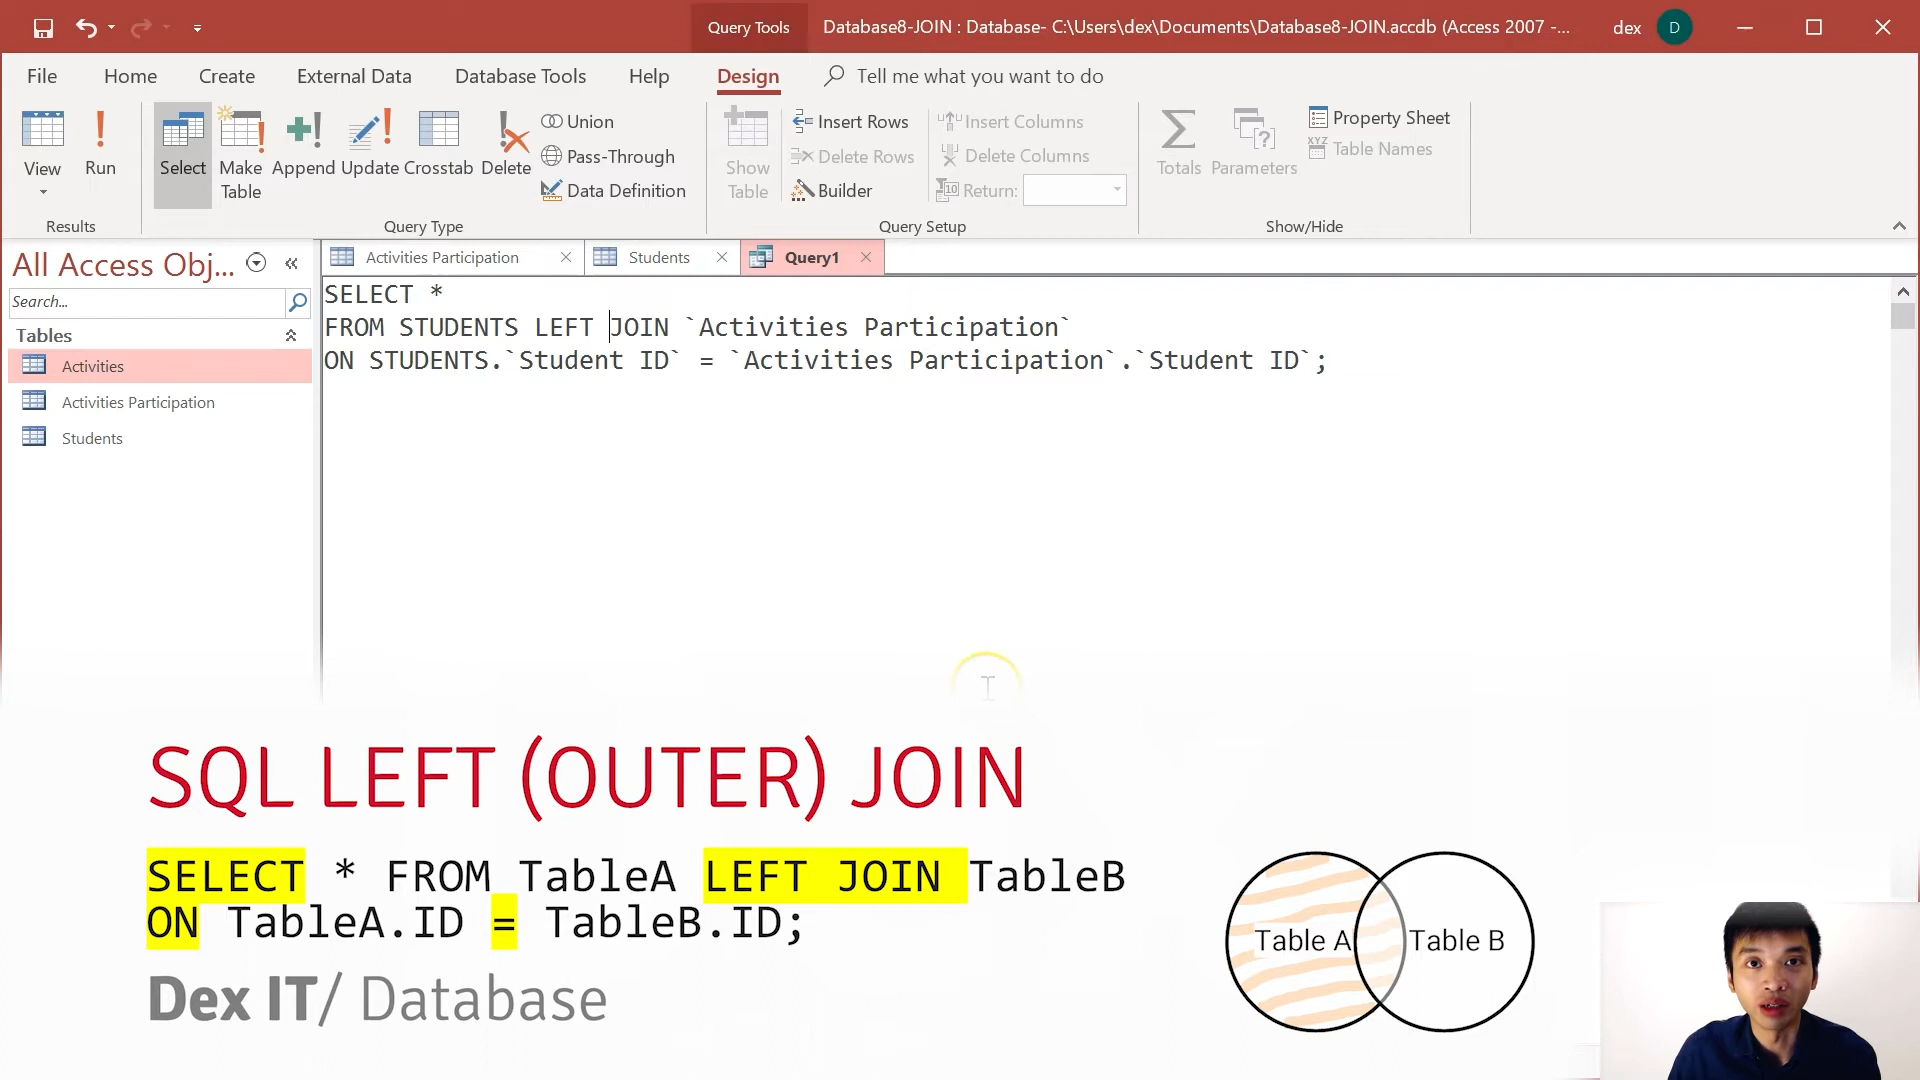 Query Tools
Database8-JOIN : Database- C:\Users\dex\Documents\Database8-JOIN.accdb (Access 2007 -...
dex
D
File
Home
Create
External Data
Database Tools
Help
Design
Tell me what you want to do
View
Run
Results
Select
Make
Table
Append
Update
Crosstab
Delete
Union
Pass-Through
Data Definition
Query Type
Show
Table
Insert Rows
Delete Rows
Builder
Insert Columns
Delete Columns
10
Return:
Query Setup
Totals
Parameters
Property Sheet
XYZ
Table Names
Show/Hide
All Access Obj...
Search...
Tables
Activities
Activities Participation
Students
Activities Participation
Students
Query1
SELECT *
FROM STUDENTS LEFT JOIN `Activities Participation`
ON STUDENTS.`Student ID` = `Activities Participation`.`Student ID`;
SQL LEFT (OUTER) JOIN
SELECT * FROM TableA LEFT JOIN TableB
ON TableA.ID = TableB.ID;
Dex IT/ Database
Table A
Table B